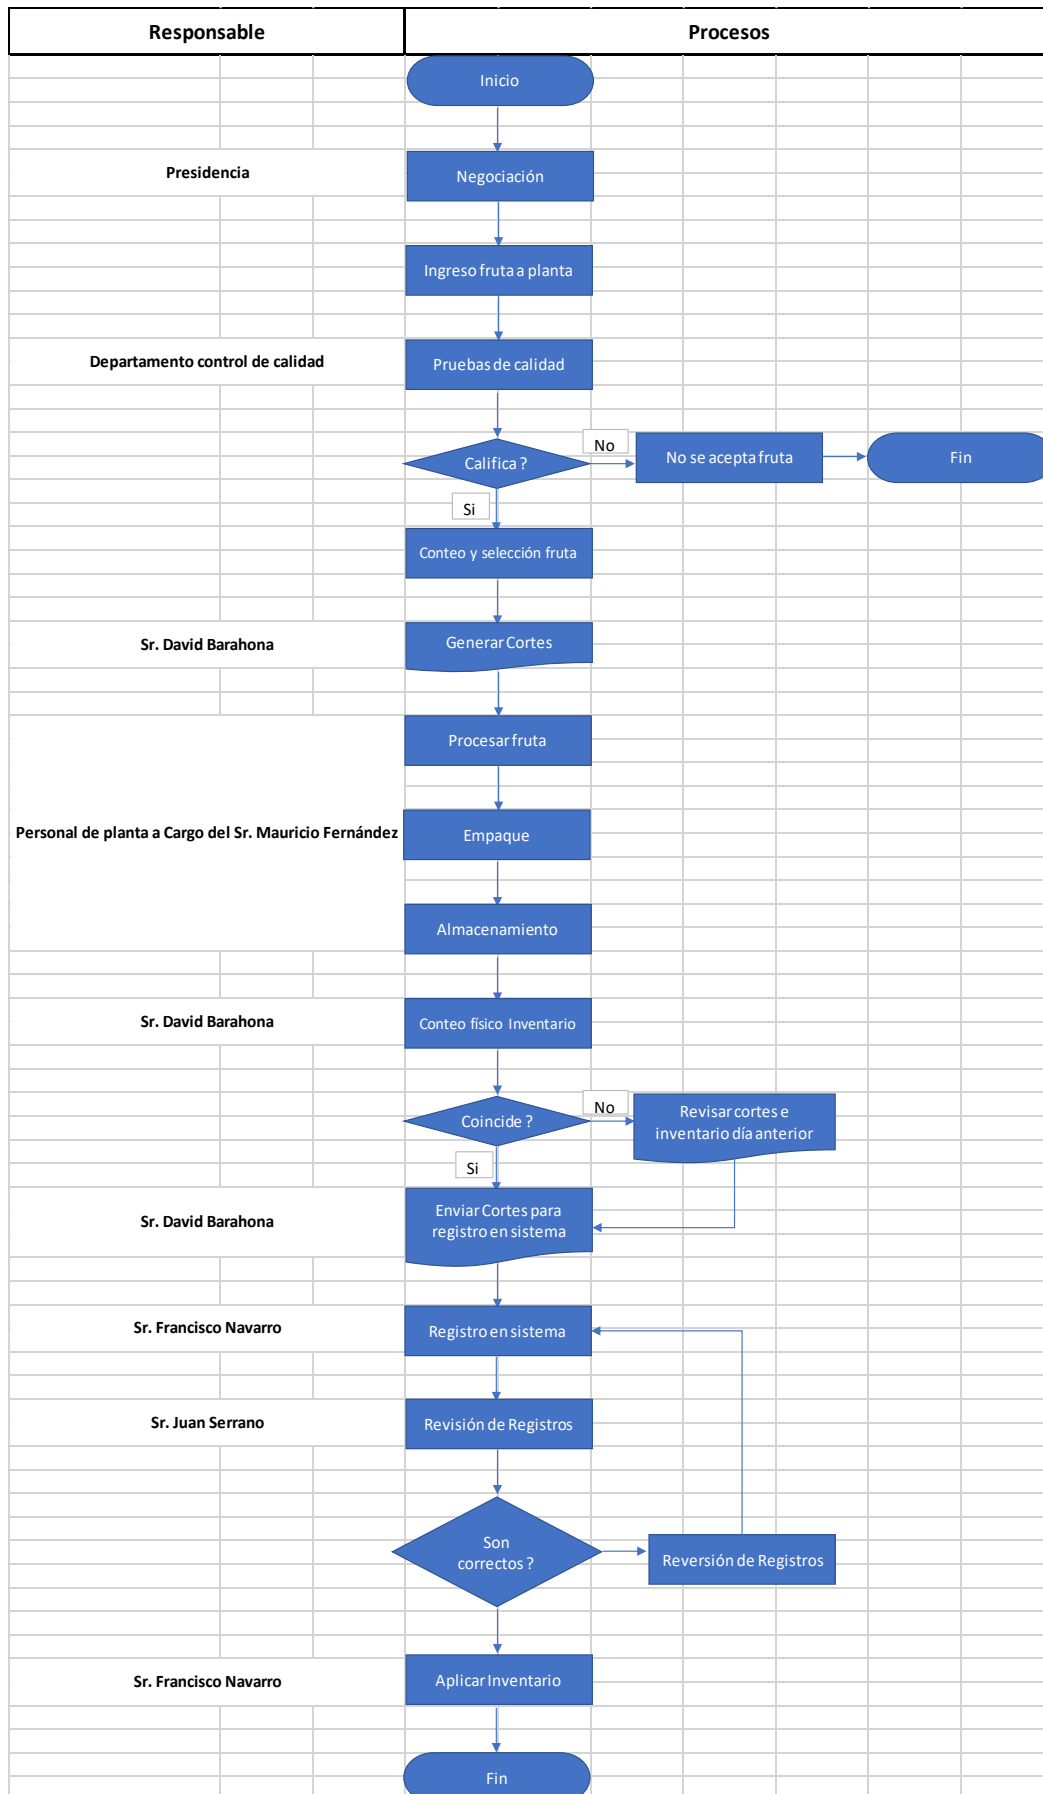 Responsable
Procesos
Inicio
Presidencia
Negociación
Ingreso fruta a planta
Departamento control de calidad
Pruebas de calidad
Califica ?
No
No se acepta fruta
Fin
Si
Conteo y selección fruta
Sr. David Barahona
Generar Cortes
Procesar fruta
Personal de planta a Cargo del Sr. Mauricio Fernández
Empaque
Almacenamiento
Sr. David Barahona
Conteo físico Inventario
Coincide ?
No
Revisar cortes e
inventario día anterior
Si
Sr. David Barahona
Enviar Cortes para
registro en sistema
Sr. Francisco Navarro
Registro en sistema
Sr. Juan Serrano
Revisión de Registros
Son
correctos ?
Reversión de Registros
Sr. Francisco Navarro
Aplicar Inventario
Fin